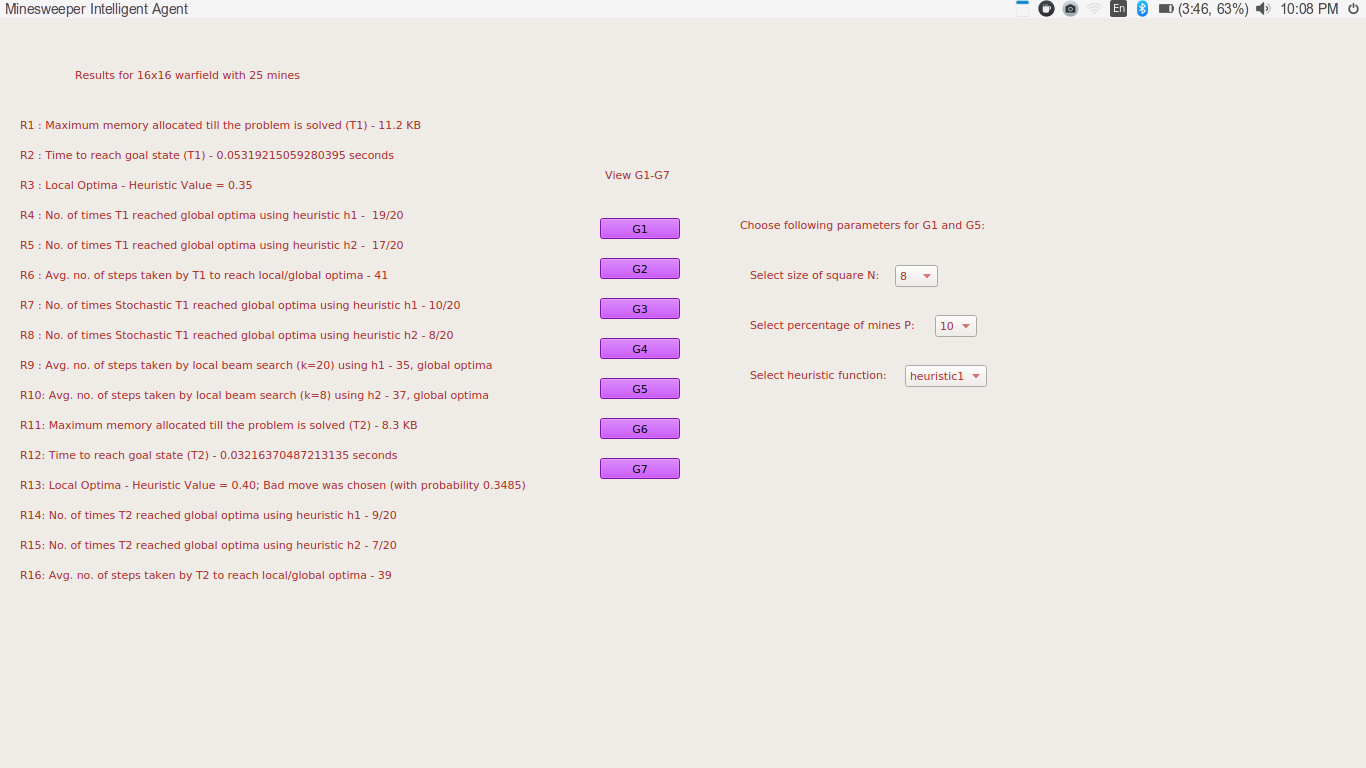 Minesweeper Intelligent Agent
En
(3:46, 63%)
10:08 PM
Results for 16x16 warfield with 25 mines
R1 : Maximum memory allocated till the problem is solved (T1) - 11.2 KB
R2 : Time to reach goal state (T1) - 0.05319215059280395 seconds
R3 : Local Optima - Heuristic Value = 0.35
R4 : No. of times T1 reached global optima using heuristic h1 -  19/20
R5 : No. of times T1 reached global optima using heuristic h2 -  17/20
R6 : Avg. no. of steps taken by T1 to reach local/global optima - 41
R7 : No. of times Stochastic T1 reached global optima using heuristic h1 - 10/20
R8 : No. of times Stochastic T1 reached global optima using heuristic h2 - 8/20
R9 : Avg. no. of steps taken by local beam search (k=20) using h1 - 35, global optima
R10: Avg. no. of steps taken by local beam search (k=8) using h2 - 37, global optima
R11: Maximum memory allocated till the problem is solved (T2) - 8.3 KB
R12: Time to reach goal state (T2) - 0.03216370487213135 seconds
R13: Local Optima - Heuristic Value = 0.40; Bad move was chosen (with probability 0.3485)
R14: No. of times T2 reached global optima using heuristic h1 - 9/20
R15: No. of times T2 reached global optima using heuristic h2 - 7/20
R16: Avg. no. of steps taken by T2 to reach local/global optima - 39
View G1-G7
G1
G2
G3
G4
G5
G6
G7
Choose following parameters for G1 and G5:
Select size of square N: 8
Select percentage of mines P: 10
Select heuristic function: heuristic1